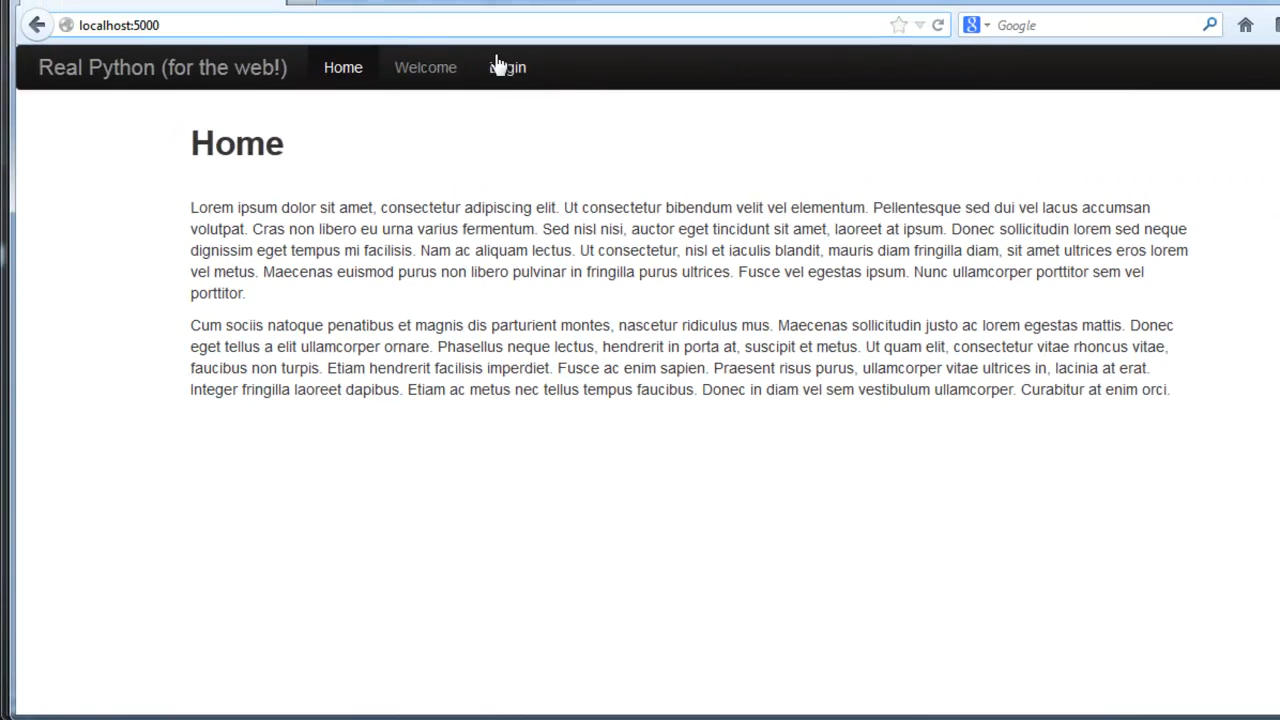 localhost:5000
Google
Real Python (for the web!) Home Welcome Login
Home
Lorem ipsum dolor sit amet, consectetur adipiscing elit. Ut consectetur bibendum velit vel elementum. Pellentesque sed dui vel lacus accumsan
volutpat. Cras non libero eu urna varius fermentum. Sed nisl nisi, auctor eget tincidunt sit amet, laoreet at ipsum. Donec sollicitudin lorem sed neque
dignissim eget tempus mi facilisis. Nam ac aliquam lectus. Ut consectetur, nisl et iaculis blandit, mauris diam fringilla diam, sit amet ultrices eros lorem
vel metus. Maecenas euismod purus non libero pulvinar in fringilla purus ultrices. Fusce vel egestas ipsum. Nunc ullamcorper porttitor sem vel
porttitor.
Cum sociis natoque penatibus et magnis dis parturient montes, nascetur ridiculus mus. Maecenas sollicitudin justo ac lorem egestas mattis. Donec
eget tellus a elit ullamcorper ornare. Phasellus neque lectus, hendrerit in porta at, suscipit et metus. Ut quam elit, consectetur vitae rhoncus vitae,
faucibus non turpis. Etiam hendrerit facilisis imperdiet. Fusce ac enim sapien. Praesent risus purus, ullamcorper vitae ultrices in, lacinia at erat.
Integer fringilla laoreet dapibus. Etiam ac metus nec tellus tempus faucibus. Donec in diam vel sem vestibulum ullamcorper. Curabitur at enim orci.